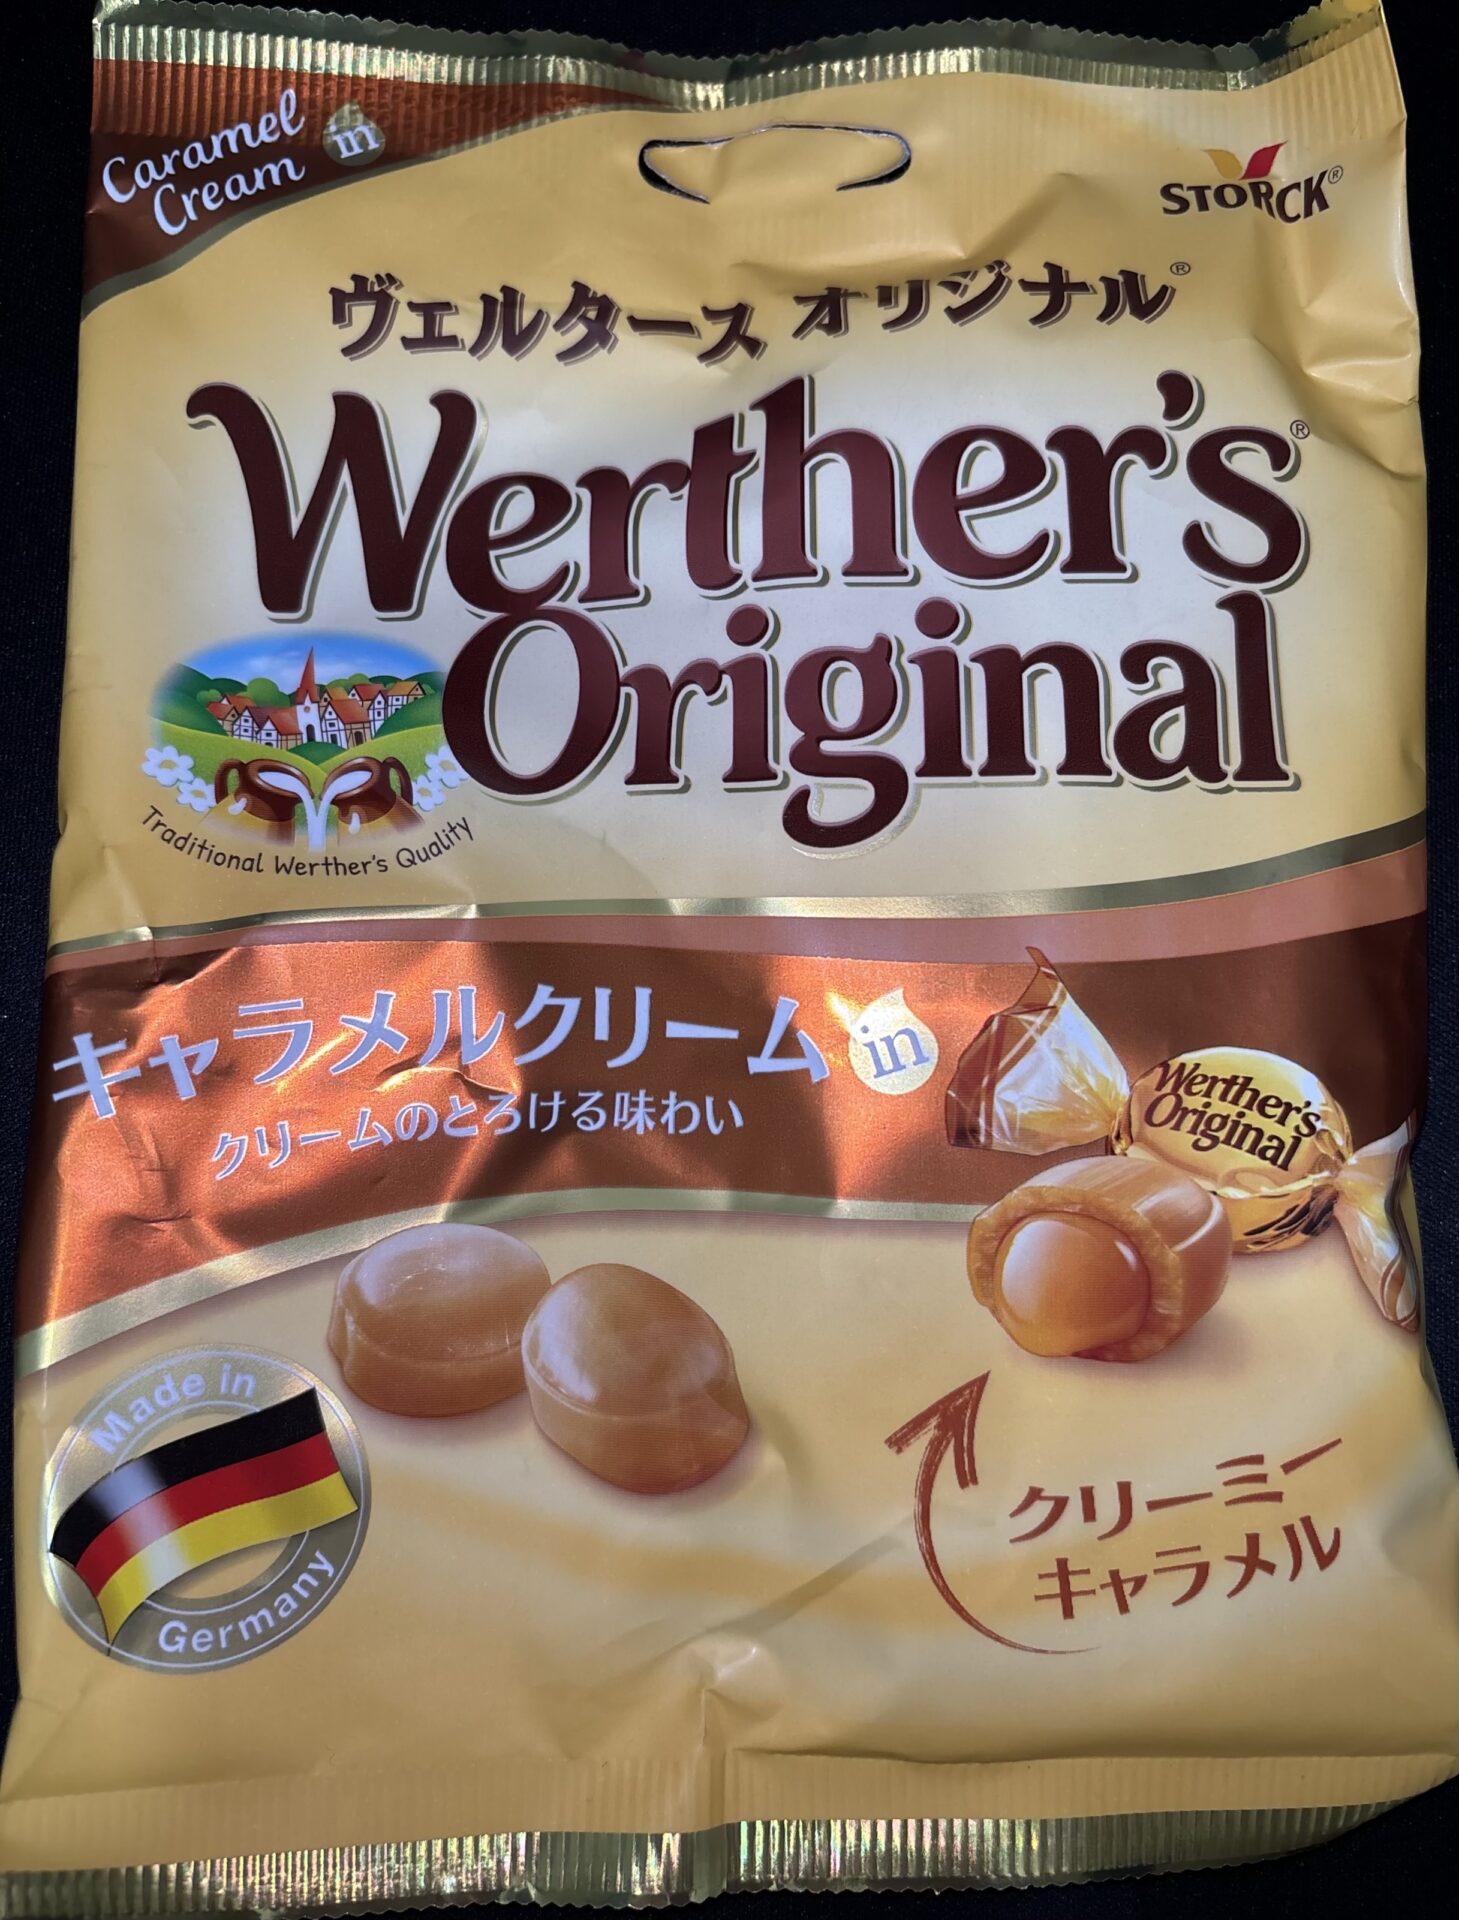 Caramel
Cream in
STORCK®
ヴェルタース オリジナル®
Werther's®
Original
Traditional Werther's Quality
キャラメルクリーム in
クリームのとろける味わい
Werther's
Original
Made in
Germany
クリーミー
キャラメル